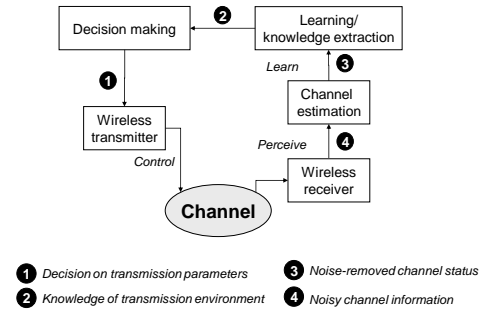 Decision making
2
Learning/
knowledge extraction
1
Learn
3
Channel
estimation
Wireless
transmitter
Control
Perceive
4
Wireless
receiver
Channel
1 Decision on transmission parameters
2 Knowledge of transmission environment
3 Noise-removed channel status
4 Noisy channel information